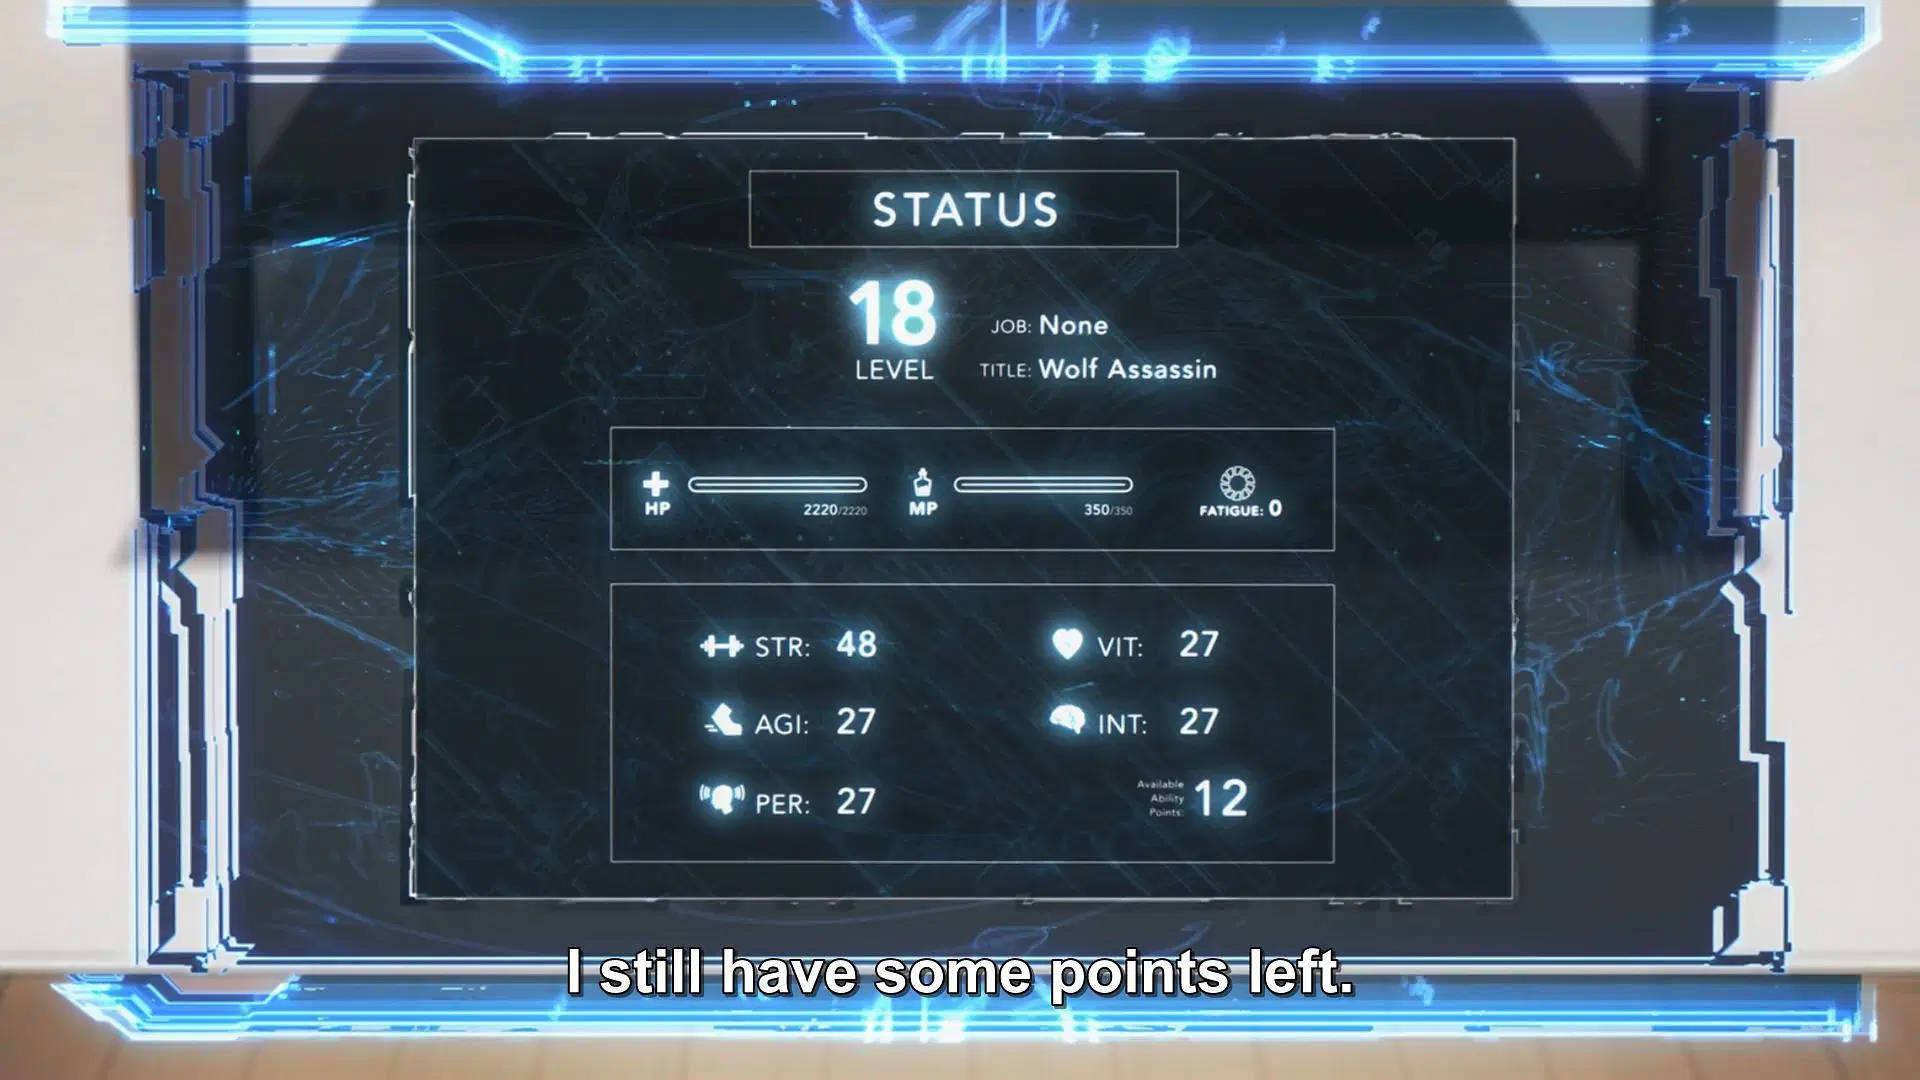 STATUS
18
LEVEL
JOB: None
TITLE: Wolf Assassin
HP
2220/2220
MP
350/350
FATIGUE: 0
STR: 48
VIT: 27
AGI: 27
INT: 27
PER: 27
Available
Ability
Points:
12
I still have some points left.